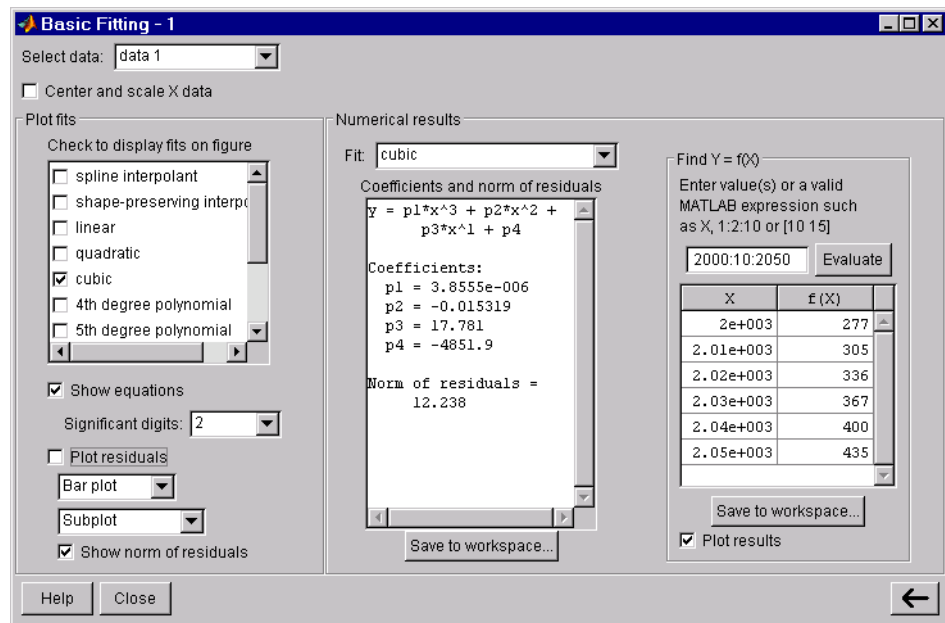 Basic Fitting - 1
Select data: data 1
Center and scale X data
Plot fits
Check to display fits on figure
spline interpolant
shape-preserving interpo
linear
quadratic
cubic
4th degree polynomial
5th degree polynomial
Show equations
Significant digits: 2
Plot residuals
Bar plot
Subplot
Show norm of residuals
Numerical results
Fit: cubic
Coefficients and norm of residuals
y = p1*x^3 + p2*x^2 +
p3*x^1 + p4
Coefficients:
p1 = 3.8555e-006
p2 = -0.015319
p3 = 17.781
p4 = -4851.9
Norm of residuals =
12.238
Save to workspace...
Find Y = f(X)
Enter value(s) or a valid
MATLAB expression such
as X, 1:2:10 or [10 15]
2000:10:2050 Evaluate
X f(X)
2e+003 277
2.01e+003 305
2.02e+003 336
2.03e+003 367
2.04e+003 400
2.05e+003 435
Save to workspace...
Plot results
Help Close